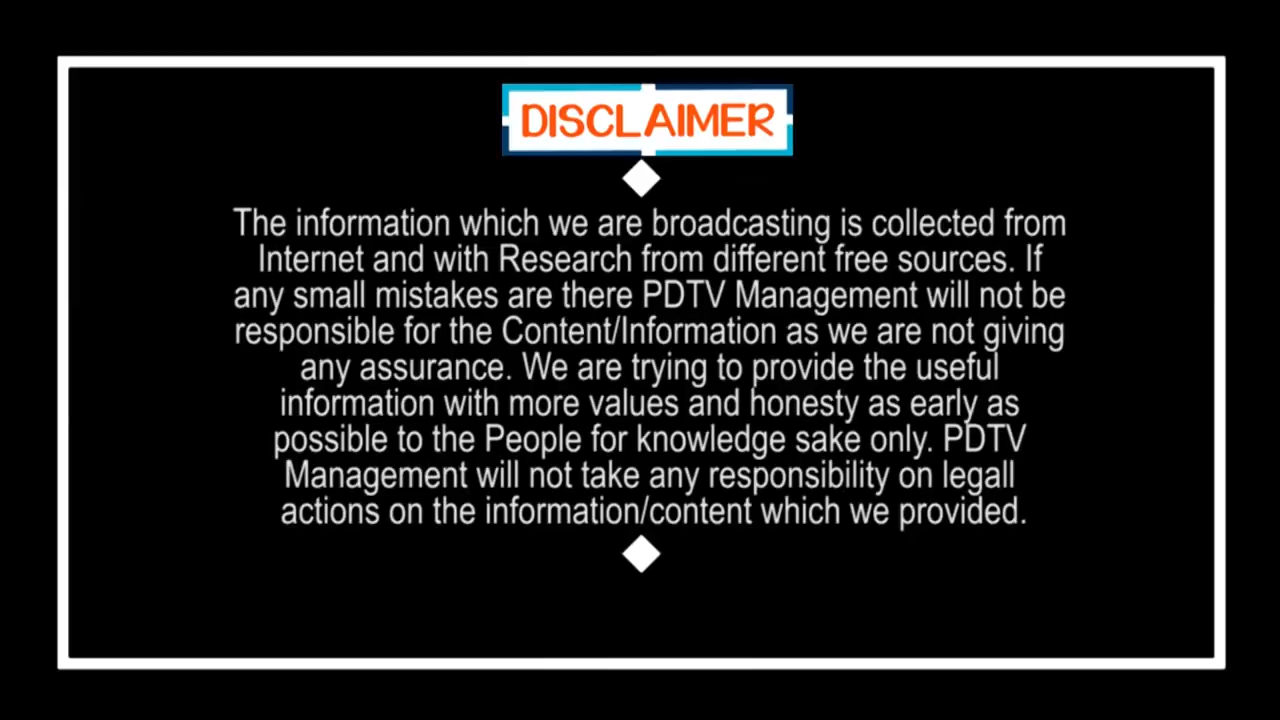 DISCLAIMER
The information which we are broadcasting is collected from
Internet and with Research from different free sources. If
any small mistakes are there PDTV Management will not be
responsible for the Content/Information as we are not giving
any assurance. We are trying to provide the useful
information with more values and honesty as early as
possible to the People for knowledge sake only. PDTV
Management will not take any responsibility on legall
actions on the information/content which we provided.